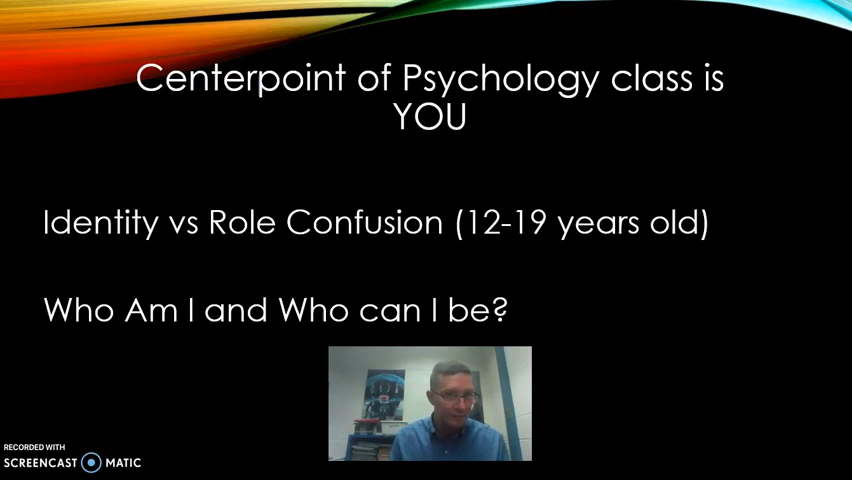 Centerpoint of Psychology class is
YOU
Identity vs Role Confusion (12-19 years old)
Who Am I and Who can I be?
RECORDED WITH
SCREENCAST MATIC